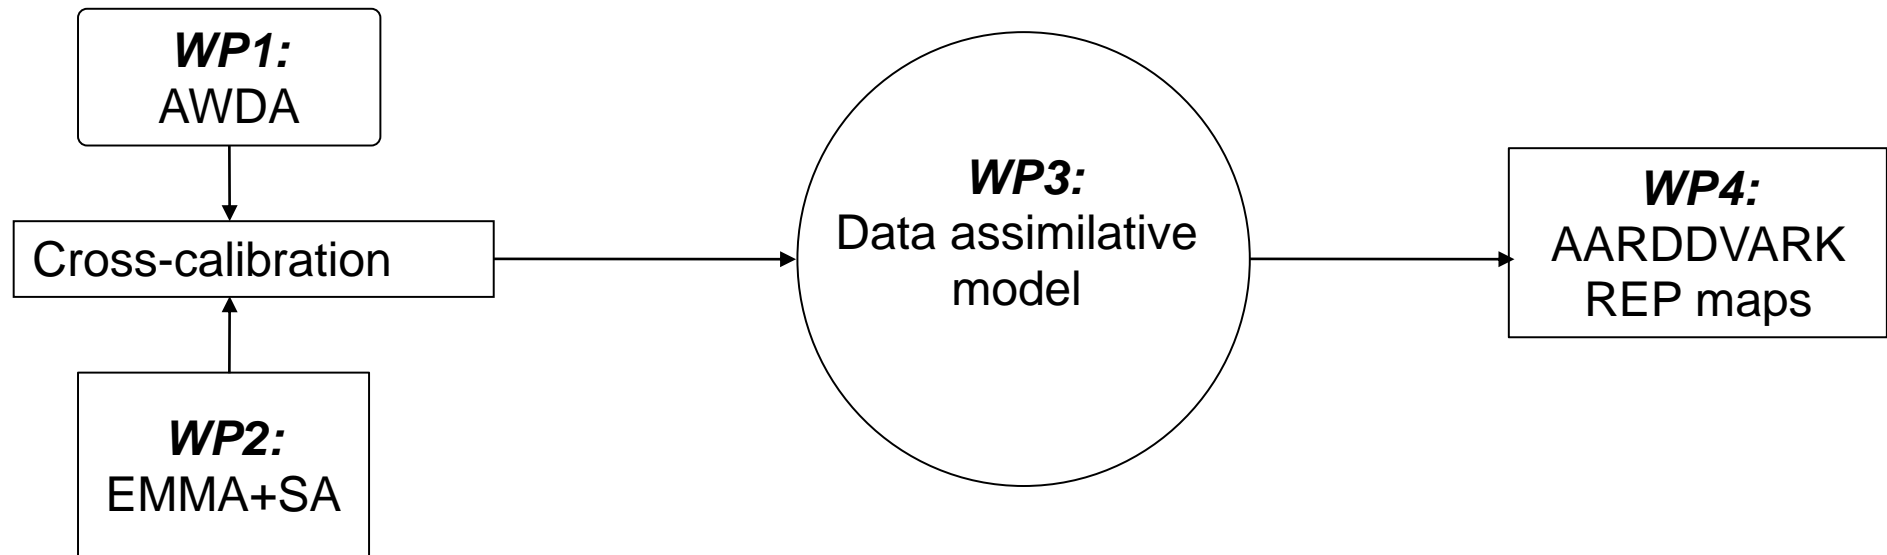 WP1:
AWDA
Cross-calibration
WP2:
EMMA+SA
WP3:
Data assimilative
model
WP4:
AARDDVARK
REP maps